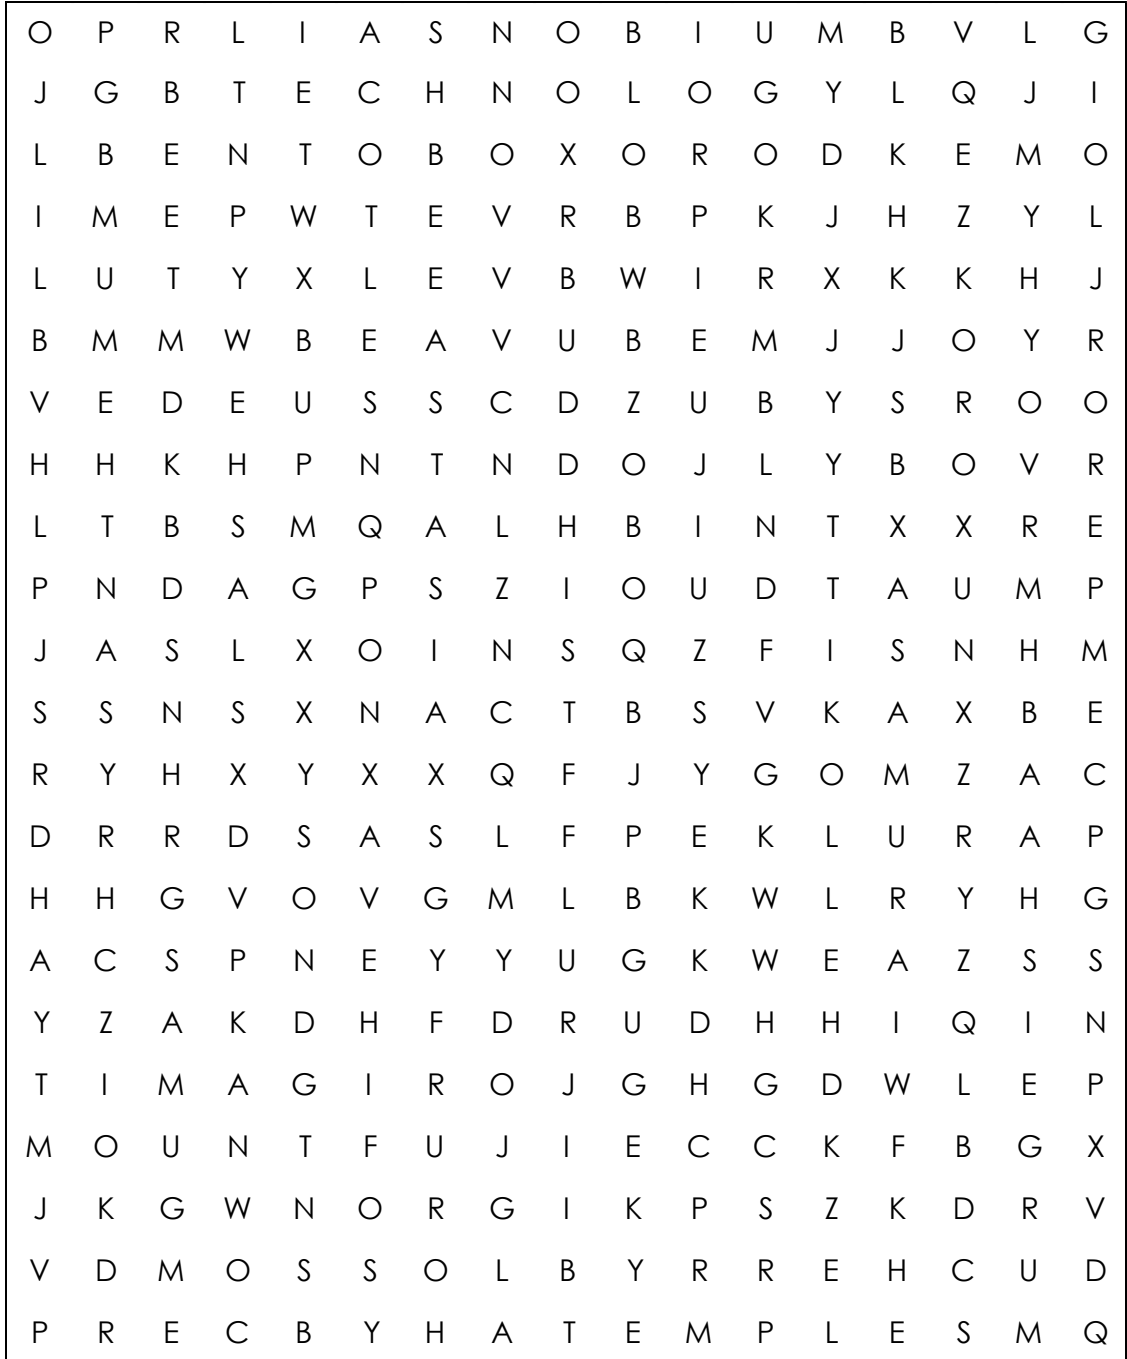 O P R L I A S N O B I U M B V L G
J G B T E C H N O L O G Y L Q J I
L B E N T O B O X O R O D K E M O
I M E P W T E V R B P K J H Z Y L
L U T Y X L E V B W I R X K K H J
B M M W B E A V U B E M J J O Y R
V E D E U S S C D Z U B Y S R O O
H H K H P N T N D O J L Y B O V R
L T B S M Q A L H B I N T X X R E
P N D A G P S Z I O U D T A U M P
J A S L X O I N S Q Z F I S N H M
S S N S X N A C T B S V K A X B E
R Y H X Y X X Q F J Y G O M Z A C
D R R D S A S L F P E K L U R A P
H H G V O V G M L B K W L R Y H G
A C S P N E Y Y U G K W E A Z S S
Y Z A K D H F D R U D H H I Q I N
T I M A G I R O J G H G D W L E P
M O U N T F U J I E C C K F B G X
J K G W N O R G I K P S Z K D R V
V D M O S S O L B Y R R E H C U D
P R E C B Y H A T E M P L E S M Q